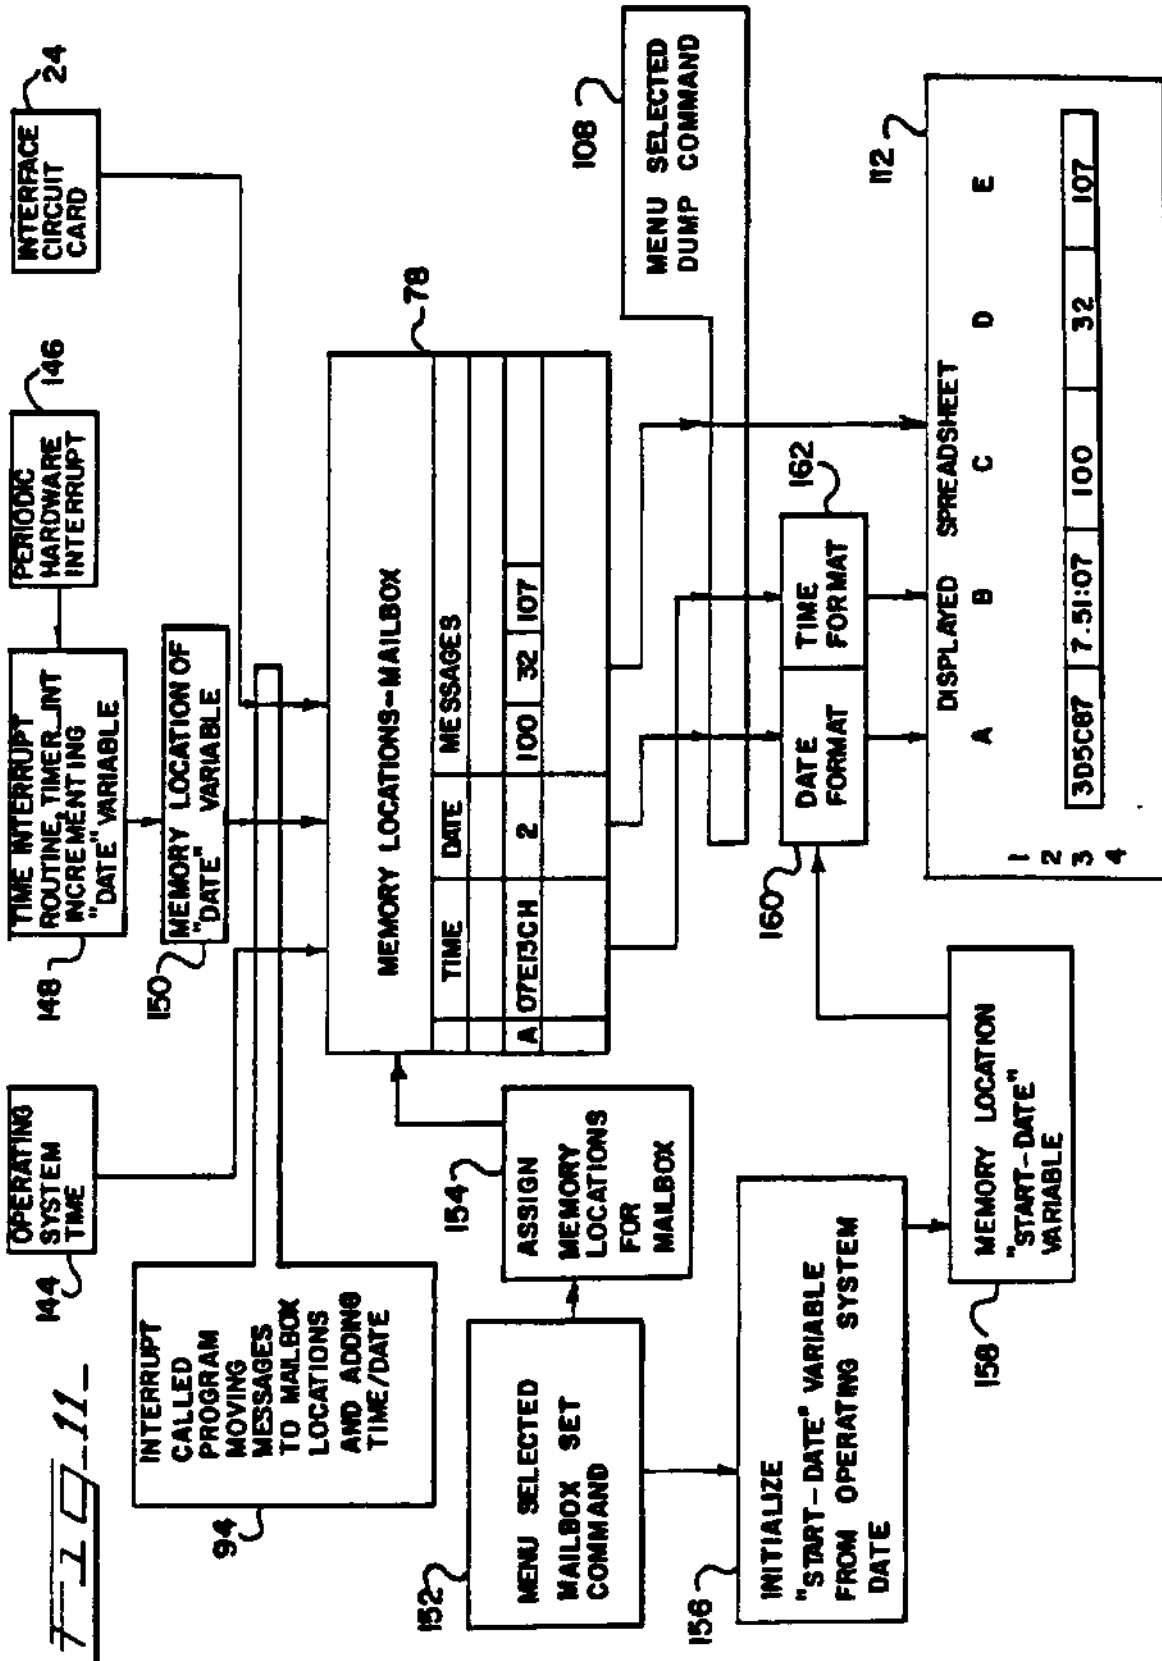 FIG. 11
OPERATING
SYSTEM
TIME
144
TIME INTERRUPT
ROUTINE, TIMER_INT
INCREMENTING
"DATE" VARIABLE
148
PERIODIC
HARDWARE
INTERRUPT
146
INTERFACE
CIRCUIT
CARD
24
MEMORY LOCATION OF
"DATE" VARIABLE
150
INTERRUPT
CALLED
PROGRAM
MOVING
MESSAGES
TO MAILBOX
LOCATIONS
AND ADDING
TIME/DATE
94
MEMORY LOCATIONS-MAILBOX
78
TIME DATE MESSAGES
A 07E13CH 2 100 32 107
MENU SELECTED
MAILBOX SET
COMMAND
152
ASSIGN
MEMORY
LOCATIONS
FOR
MAILBOX
154
MENU SELECTED
DUMP COMMAND
108
INITIALIZE
"START-DATE" VARIABLE
FROM OPERATING SYSTEM
DATE
156
MEMORY LOCATION
"START-DATE"
VARIABLE
158
DATE
FORMAT
160
TIME
FORMAT
162
DISPLAYED SPREADSHEET
112
A B C D E
1
2
3 3D5C87 7.51:07 100 32 107
4